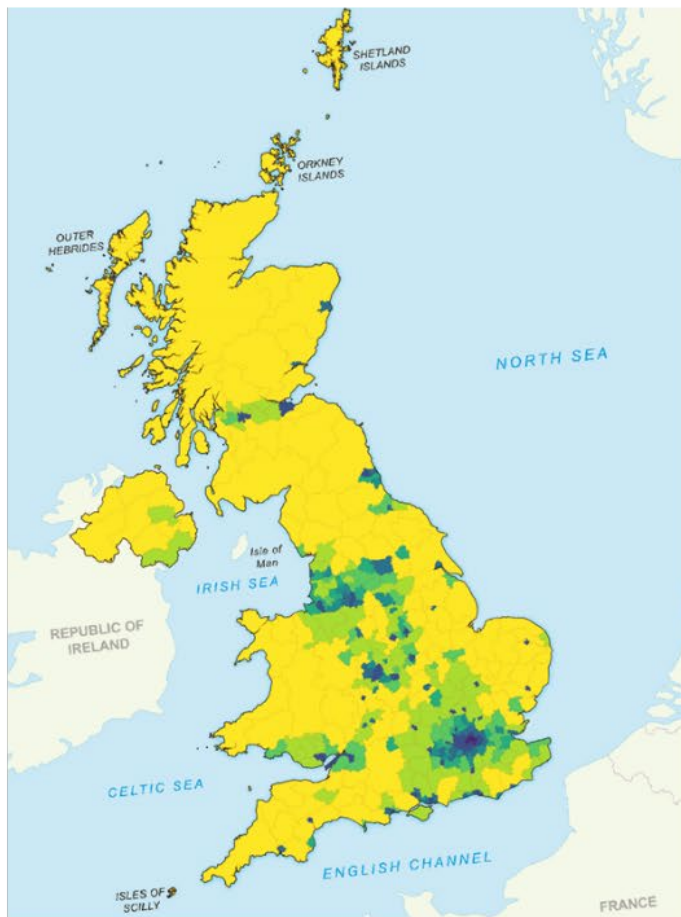 SHETLAND
ISLANDS
ORKNEY
ISLANDS
OUTER
HEBRIDES
NORTH SEA
Isle of
Man
IRISH SEA
REPUBLIC OF
IRELAND
CELTIC SEA
ENGLISH CHANNEL
ISLES OF
SCILLY
FRANCE